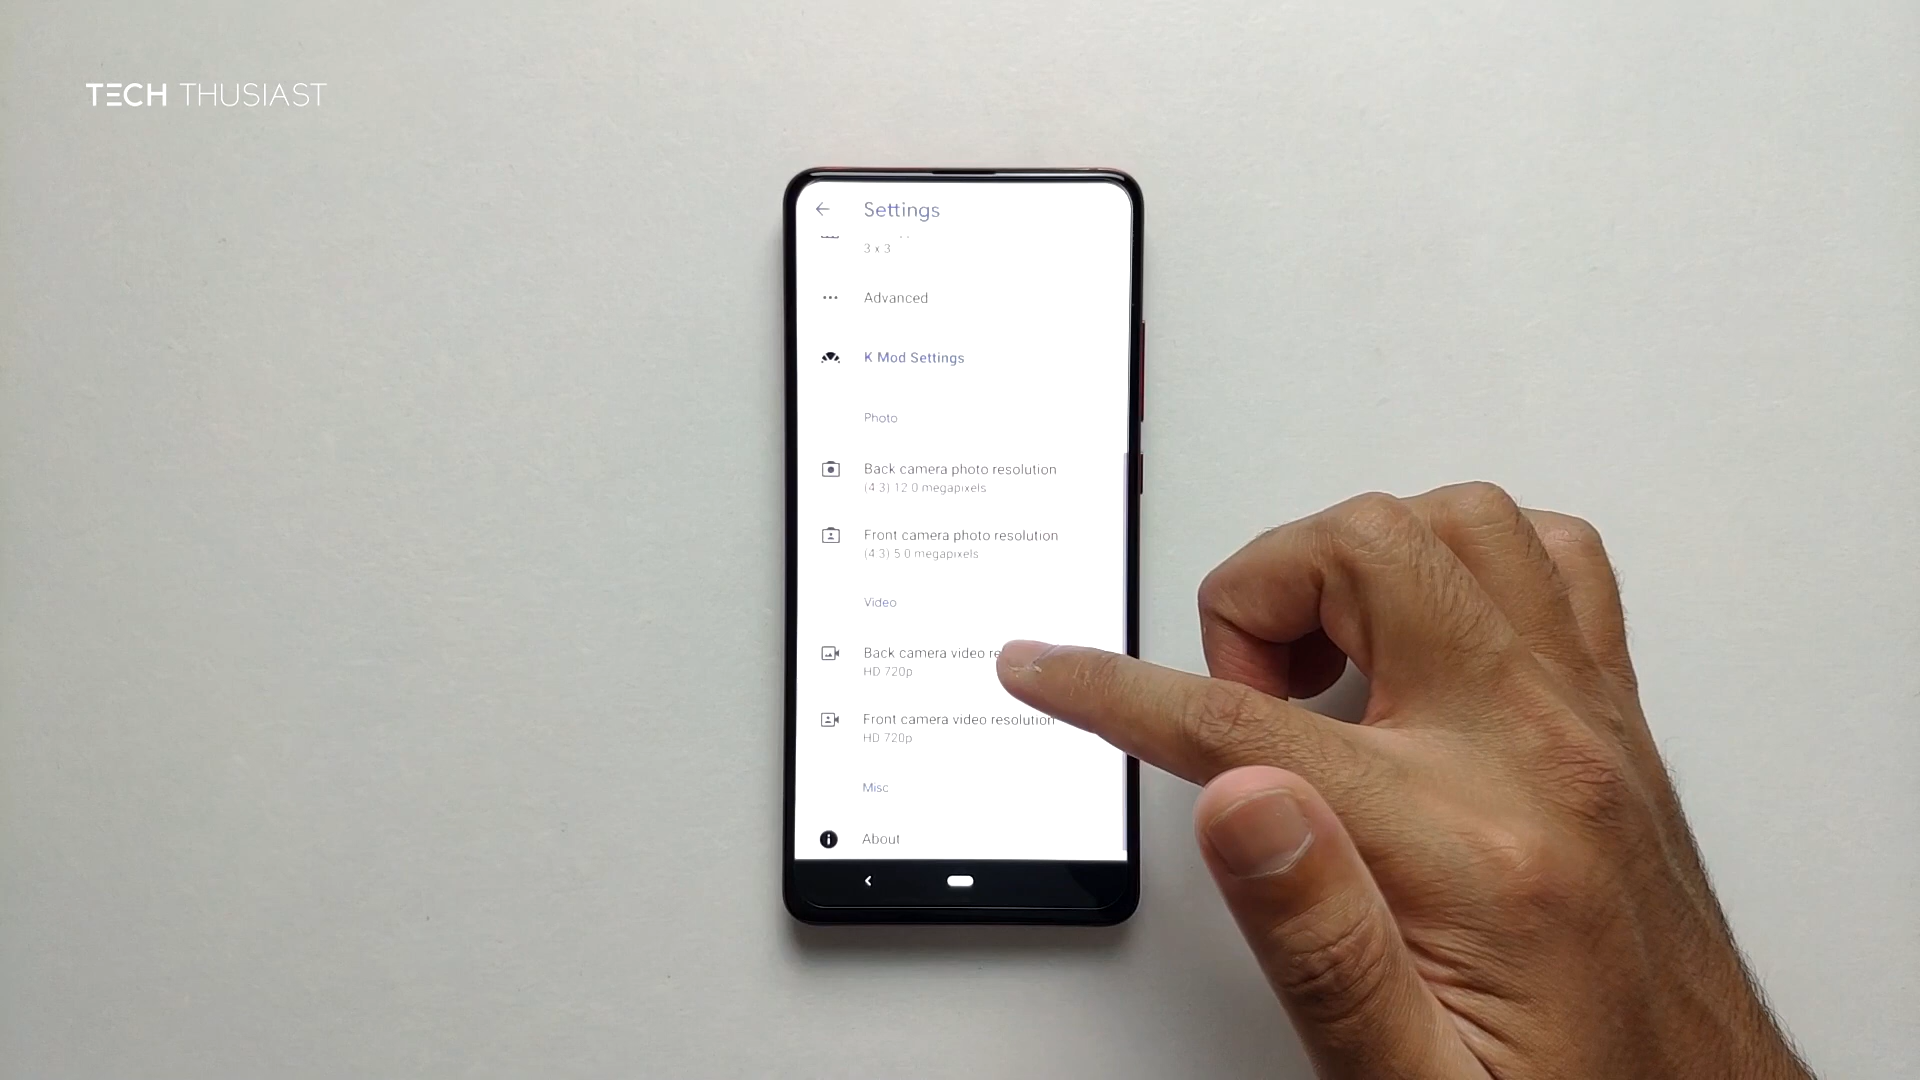 TECH THUSIAST
Settings
3 x 3
Advanced
K Mod Settings
Photo
Back camera photo resolution
(4 3) 12 0 megapixels
Front camera photo resolution
(4 3) 5 0 megapixels
Video
Back camera video re
HD 720p
Front camera video resolution
HD 720p
Misc
About